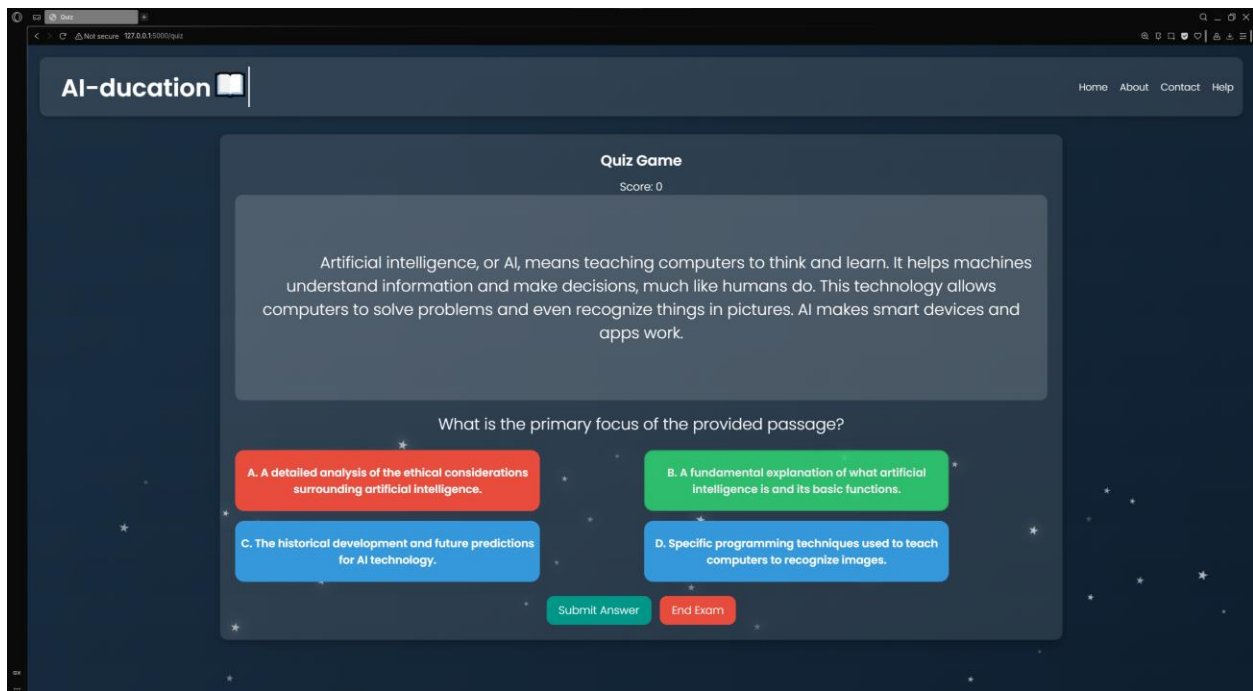 Quiz
Not secure 127.0.0.1:5000/quiz
AI-ducation
Home About Contact Help
Quiz Game
Score: 0
Artificial intelligence, or AI, means teaching computers to think and learn. It helps machines
understand information and make decisions, much like humans do. This technology allows
computers to solve problems and even recognize things in pictures. AI makes smart devices and
apps work.
What is the primary focus of the provided passage?
A. A detailed analysis of the ethical considerations
surrounding artificial intelligence.
B. A fundamental explanation of what artificial
intelligence is and its basic functions.
C. The historical development and future predictions
for AI technology.
D. Specific programming techniques used to teach
computers to recognize images.
Submit Answer
End Exam